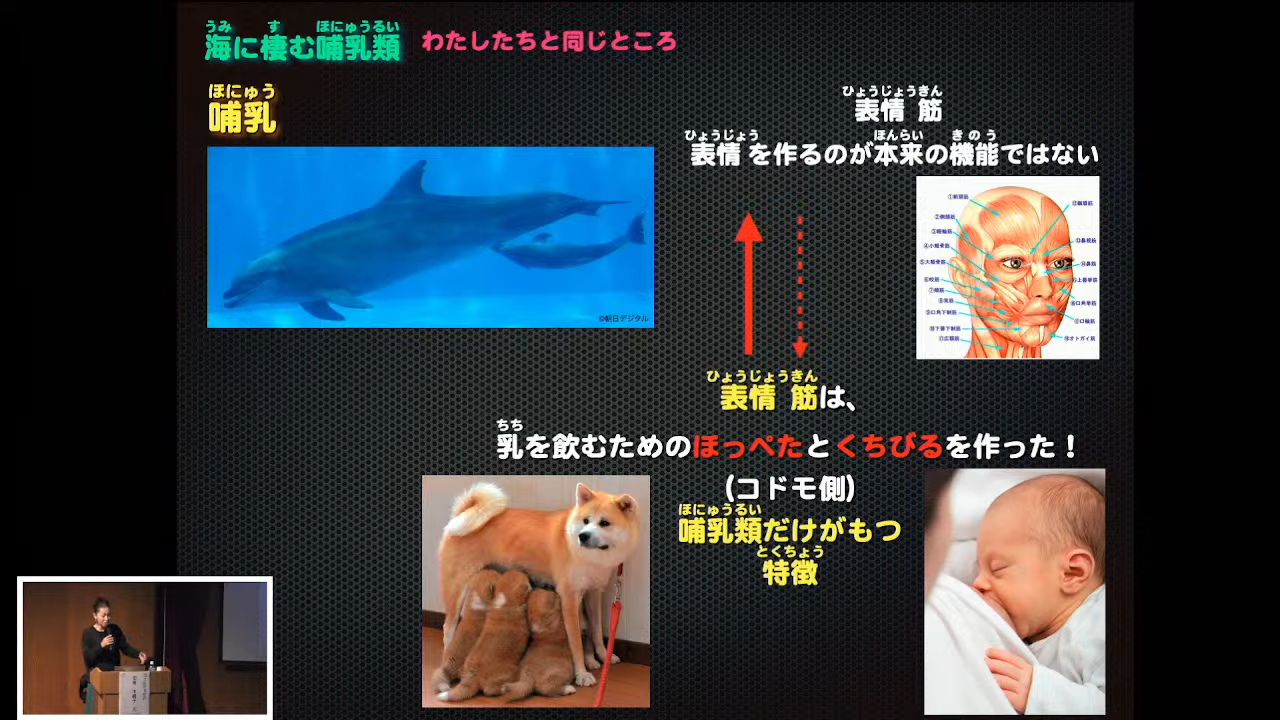 うみ す ほにゅうるい
海に棲む哺乳類 わたしたちと同じところ
ほにゅう
哺乳
©朝日デジタル
ひょうじょうきん
表情筋
ひょうじょう ほんらい きのう
表情を作るのが本来の機能ではない
ひょうじょうきん
表情筋は、
ちち
乳を飲むためのほっぺたとくちびるを作った！
(コドモ側)
ほにゅうるい
哺乳類だけがもつ
とくちょう
特徴